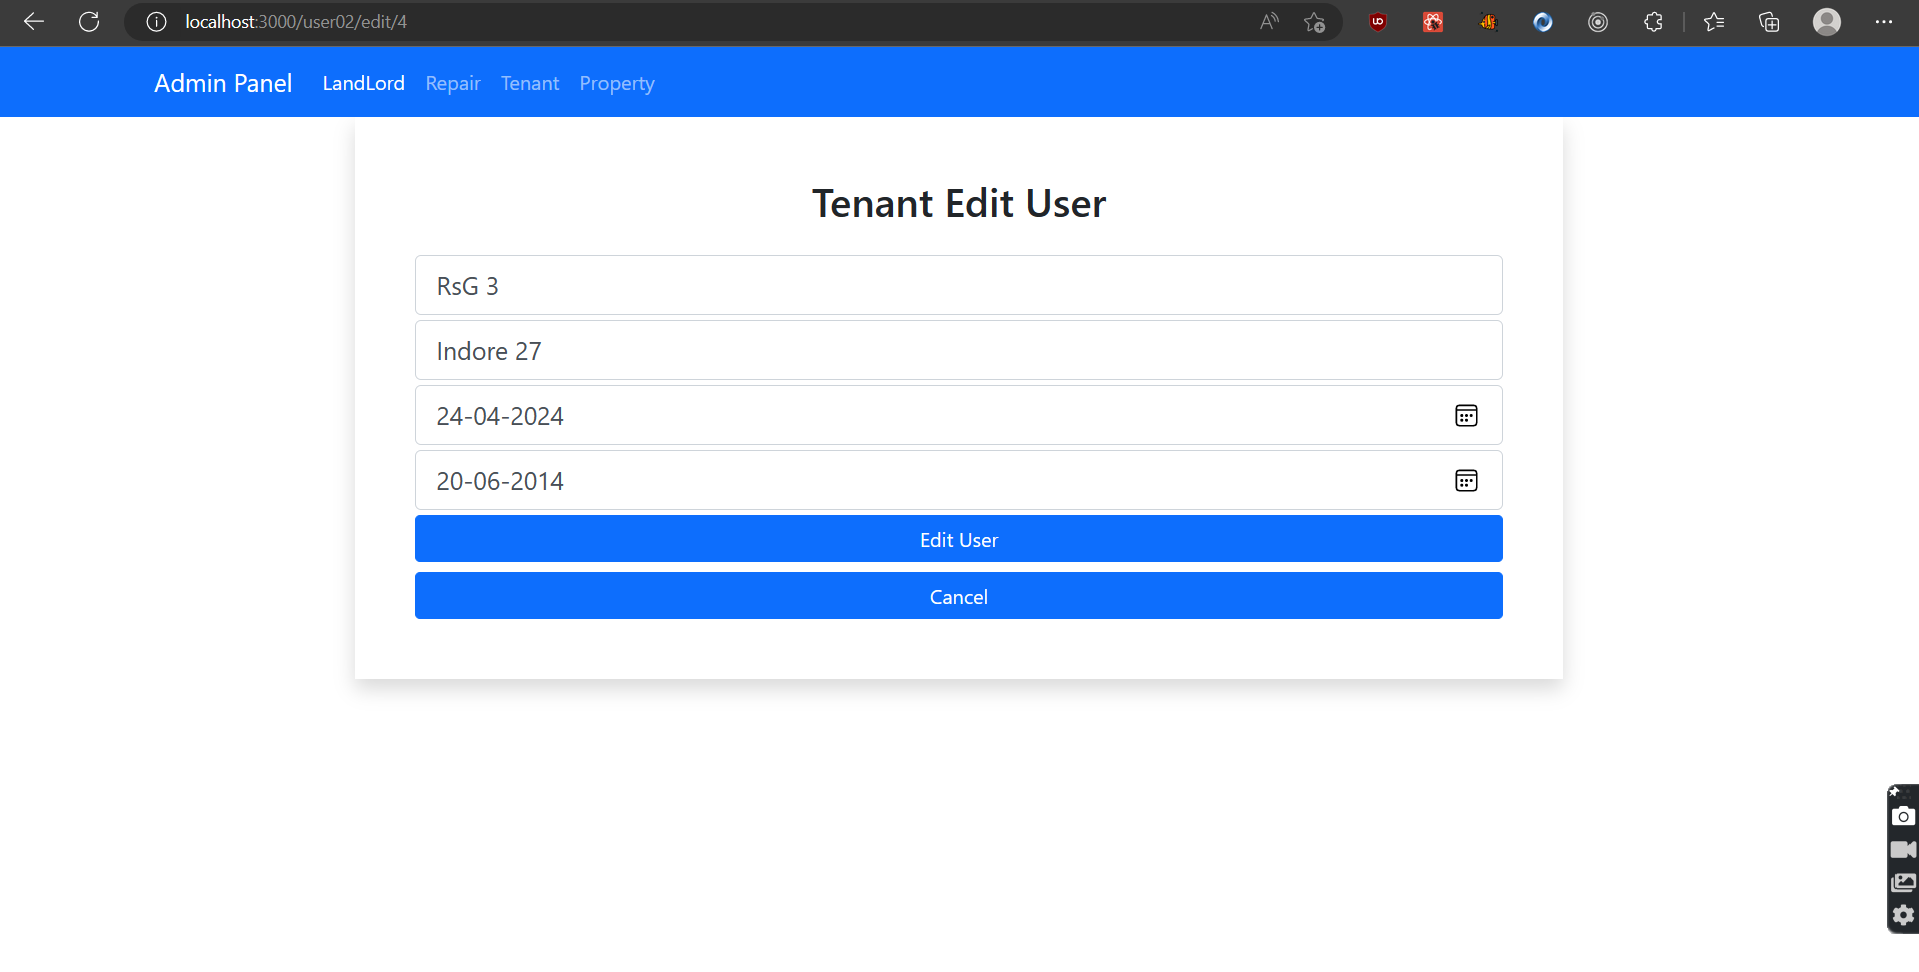 localhost:3000/user02/edit/4
Admin Panel LandLord Repair Tenant Property
Tenant Edit User
RsG 3
Indore 27
24-04-2024
20-06-2014
Edit User
Cancel